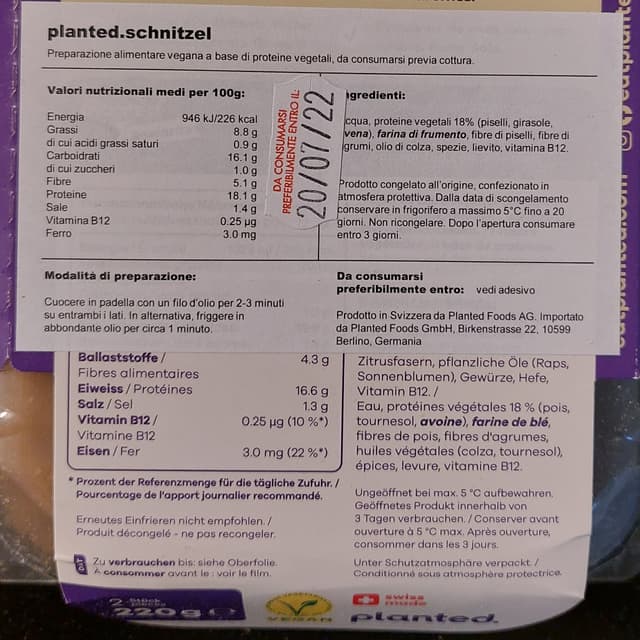 planted.schnitzel
Preparazione alimentare vegana a base di proteine vegetali, da consumarsi previa cottura.
Valori nutrizionali medi per 100g:
Energia 946 kJ/226 kcal
Grassi 8.8 g
di cui acidi grassi saturi 0.9 g
Carboidrati 16.1 g
di cui zuccheri 1.0 g
Fibre 5.1 g
Proteine 18.1 g
Sale 1.4 g
Vitamina B12 0.25 µg
Ferro 3.0 mg
DA CONSUMARSI
PREFERIBILMENTE ENTRO IL:
20/07/22
ngredienti:
cqua, proteine vegetali 18% (piselli, girasole,
vena), farina di frumento, fibre di piselli, fibre di
grumi, olio di colza, spezie, lievito, vitamina B12.
Prodotto congelato all'origine, confezionato in
atmosfera protettiva. Dalla data di scongelamento
conservare in frigorifero a massimo 5°C fino a 20
giorni. Non ricongelare. Dopo l'apertura consumare
entro 3 giorni.
Modalità di preparazione:
Cuocere in padella con un filo d'olio per 2-3 minuti
su entrambi i lati. In alternativa, friggere in
abbondante olio per circa 1 minuto.
Da consumarsi
preferibilmente entro: vedi adesivo
Prodotto in Svizzera da Planted Foods AG. Importato
da Planted Foods GmbH, Birkenstrasse 22, 10599
Berlino, Germania
Ballaststoffe / 4.3 g
Fibres alimentaires
Eiweiss / Protéines 16.6 g
Salz / Sel 1.3 g
Vitamin B12 / 0.25 µg (10 %*)
Vitamine B12
Eisen / Fer 3.0 mg (22 %*)
* Prozent der Referenzmenge für die tägliche Zufuhr. /
Pourcentage de l'apport journalier recommandé.
Erneutes Einfrieren nicht empfohlen. /
Produit décongelé - ne pas recongeler.
Zu verbrauchen bis: siehe Oberfolie.
À consommer avant le : voir le film.
Zitrusfasern, pflanzliche Öle (Raps,
Sonnenblumen), Gewürze, Hefe,
Vitamin B12. /
Eau, protéines végétales 18 % (pois,
tournesol, avoine), farine de blé,
fibres de pois, fibres d'agrumes,
huiles végétales (colza, tournesol),
épices, levure, vitamine B12.
Ungeöffnet bei max. 5 °C aufbewahren.
Geöffnetes Produkt innerhalb von
3 Tagen verbrauchen. / Conserver avant
ouverture à 5 °C max. Après ouverture,
consommer dans les 3 jours.
Unter Schutzatmosphäre verpackt. /
Conditionné sous atmosphère protectrice.
2 Stück
pièces
220g e
VEGAN
swiss
made
planted.
eatplanted.com
eatplante